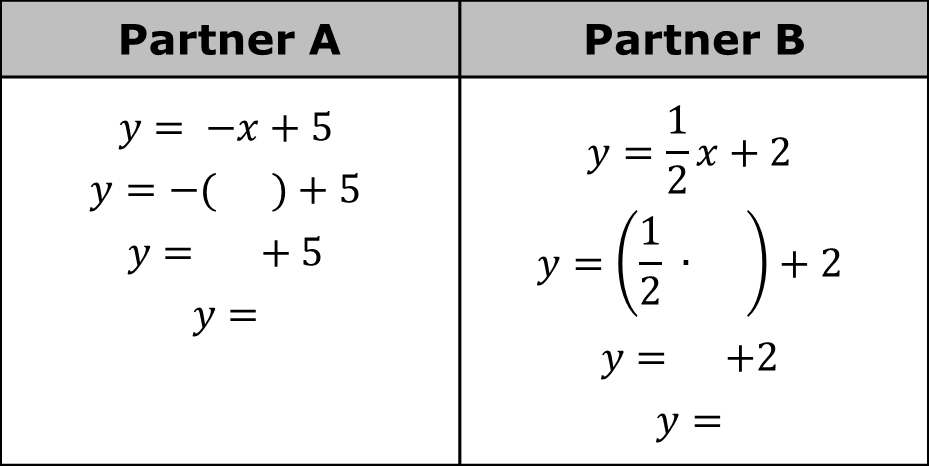 Partner A
y = −x + 5
y = −( ) + 5
y = + 5
y =
Partner B
y = 1/2 x + 2
y = (1/2 · ) + 2
y = +2
y =